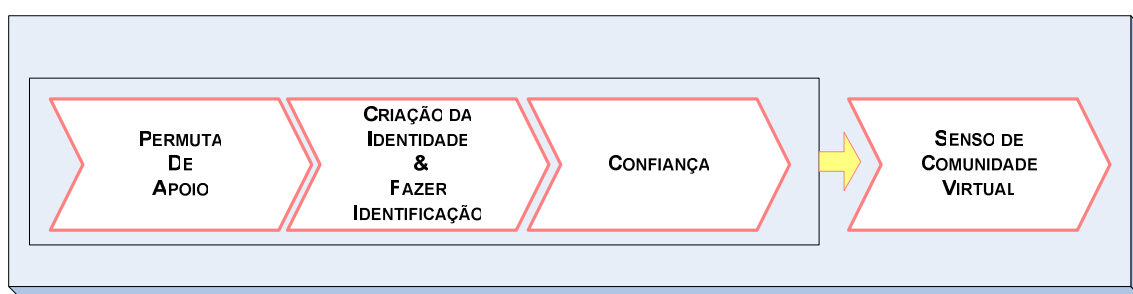 PERMUTA
DE
APOIO
CRIAÇÃO DA
IDENTIDADE
&
FAZER
IDENTIFICAÇÃO
CONFIANÇA
SENSO DE
COMUNIDADE
VIRTUAL